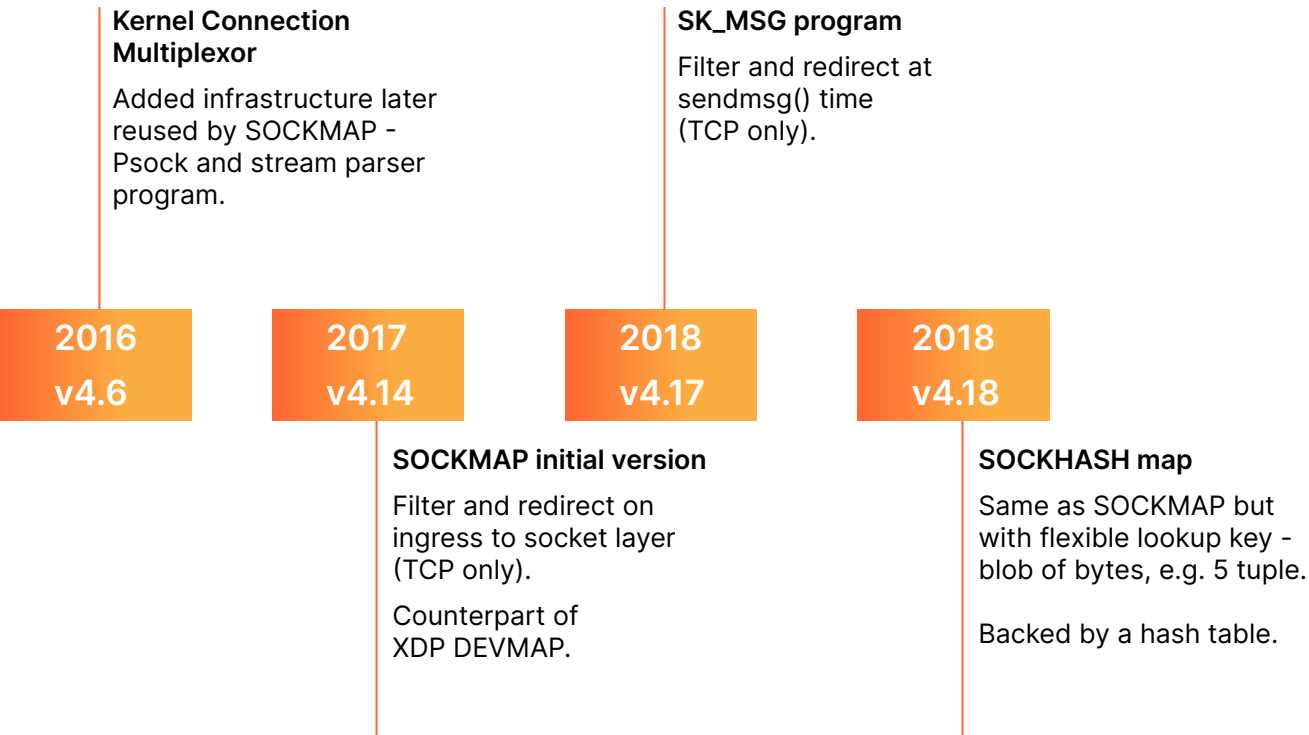 Kernel Connection
Multiplexor
Added infrastructure later
reused by SOCKMAP -
Psock and stream parser
program.
SK_MSG program
Filter and redirect at
sendmsg() time
(TCP only).
2016
v4.6
2017
v4.14
2018
v4.17
2018
v4.18
SOCKMAP initial version
Filter and redirect on
ingress to socket layer
(TCP only).
Counterpart of
XDP DEVMAP.
SOCKHASH map
Same as SOCKMAP but
with flexible lookup key -
blob of bytes, e.g. 5 tuple.
Backed by a hash table.